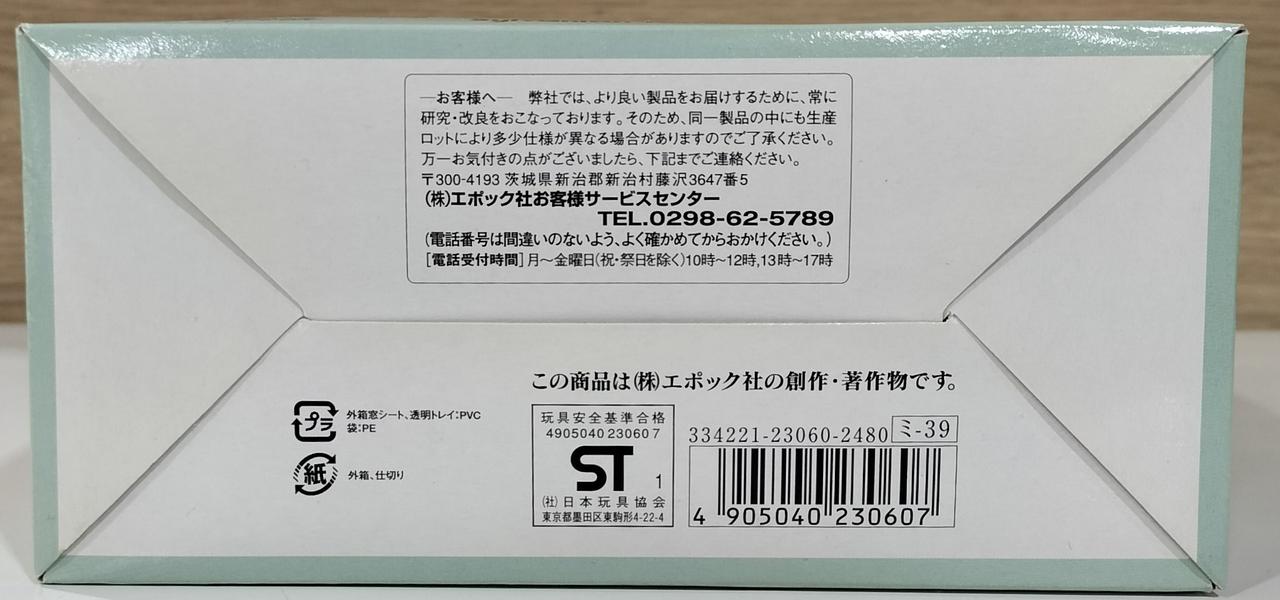 ―お客様へ― 弊社では、より良い製品をお届けするために、常に
研究・改良をおこなっております。そのため、同一製品の中にも生産
ロットにより多少仕様が異なる場合がありますのでご了承ください。
万一お気付きの点がございましたら、下記までご連絡ください。
〒300-4193 茨城県新治郡新治村藤沢3647番5
(株)エポック社お客様サービスセンター
TEL.0298-62-5789
(電話番号は間違いのないよう、よく確かめてからおかけください。)
[電話受付時間]月〜金曜日(祝・祭日を除く)10時〜12時,13時〜17時
この商品は(株)エポック社の創作・著作物です。
プラ
外箱窓シート、透明トレイ:PVC
袋:PE
紙
外箱、仕切り
玩具安全基準合格
4905040230607
ST 1
(社)日本玩具協会
東京都墨田区東駒形4-22-4
334221-23060-2480 ミ-39
4 905040 230607